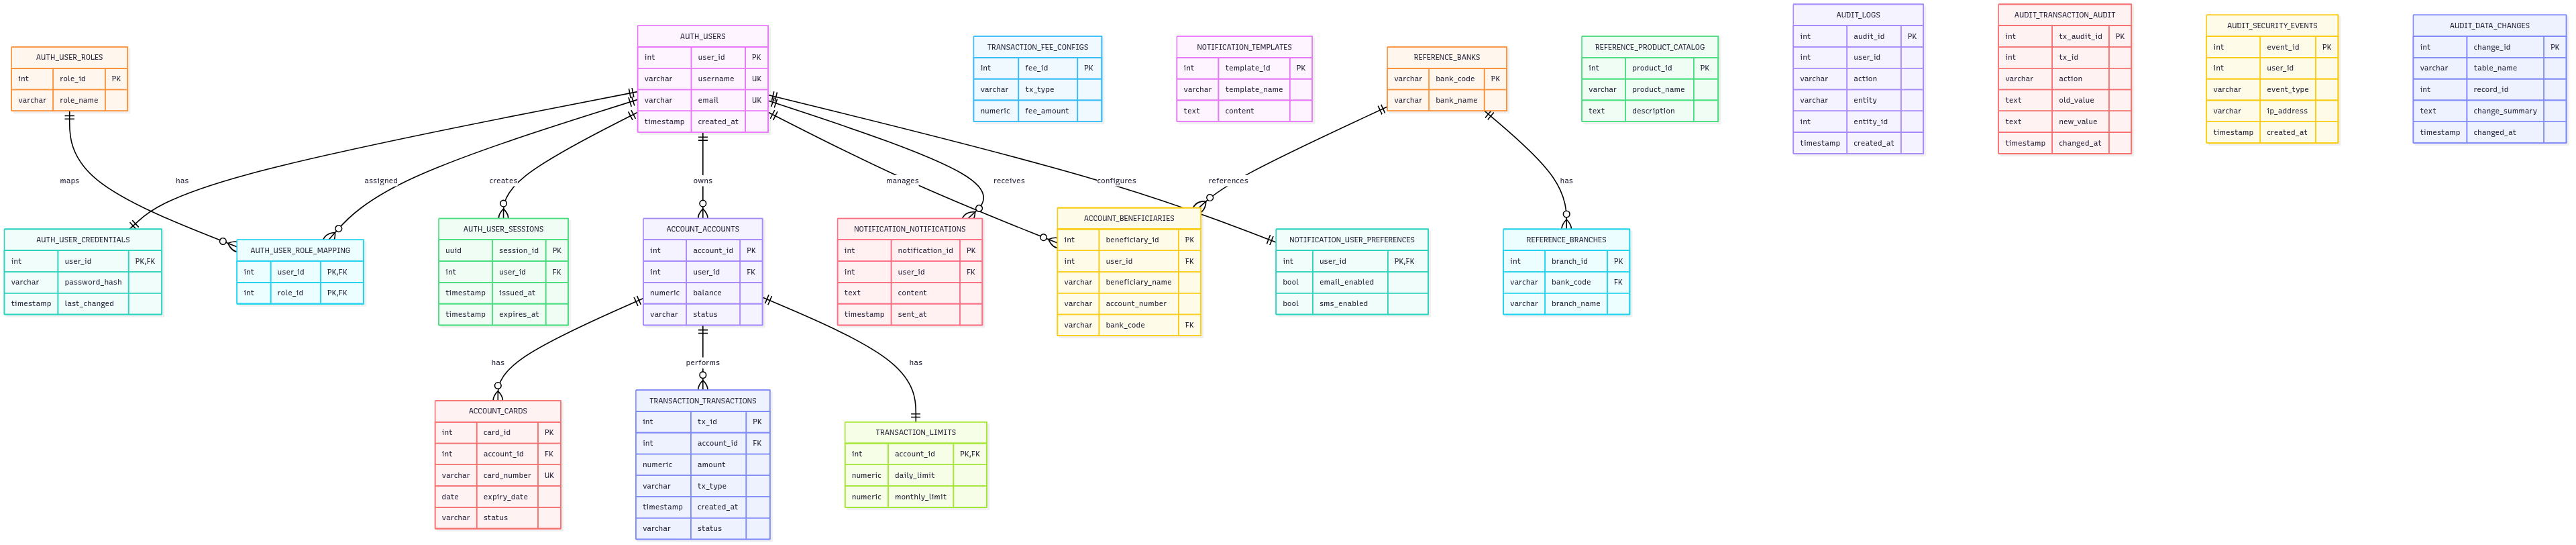 AUTH_USER_ROLES
int role_id PK
varchar role_name
AUTH_USERS
int user_id PK
varchar username UK
varchar email UK
timestamp created_at
TRANSACTION_FEE_CONFIGS
int fee_id PK
varchar tx_type
numeric fee_amount
NOTIFICATION_TEMPLATES
int template_id PK
varchar template_name
text content
REFERENCE_BANKS
varchar bank_code PK
varchar bank_name
REFERENCE_PRODUCT_CATALOG
int product_id PK
varchar product_name
text description
AUDIT_LOGS
int audit_id PK
int user_id
varchar action
varchar entity
int entity_id
timestamp created_at
AUDIT_TRANSACTION_AUDIT
int tx_audit_id PK
int tx_id
varchar action
text old_value
text new_value
timestamp changed_at
AUDIT_SECURITY_EVENTS
int event_id PK
int user_id
varchar event_type
varchar ip_address
timestamp created_at
AUDIT_DATA_CHANGES
int change_id PK
varchar table_name
int record_id
text change_summary
timestamp changed_at
maps
has
assigned
creates
owns
manages
receives
configures
references
has
AUTH_USER_CREDENTIALS
int user_id PK,FK
varchar password_hash
timestamp last_changed
AUTH_USER_ROLE_MAPPING
int user_id PK,FK
int role_id PK,FK
AUTH_USER_SESSIONS
uuid session_id PK
int user_id FK
timestamp issued_at
timestamp expires_at
ACCOUNT_ACCOUNTS
int account_id PK
int user_id FK
numeric balance
varchar status
NOTIFICATION_NOTIFICATIONS
int notification_id PK
int user_id FK
text content
timestamp sent_at
ACCOUNT_BENEFICIARIES
int beneficiary_id PK
int user_id FK
varchar beneficiary_name
varchar account_number
varchar bank_code FK
NOTIFICATION_USER_PREFERENCES
int user_id PK,FK
bool email_enabled
bool sms_enabled
REFERENCE_BRANCHES
int branch_id PK
varchar bank_code FK
varchar branch_name
has
performs
has
ACCOUNT_CARDS
int card_id PK
int account_id FK
varchar card_number UK
date expiry_date
varchar status
TRANSACTION_TRANSACTIONS
int tx_id PK
int account_id FK
numeric amount
varchar tx_type
timestamp created_at
varchar status
TRANSACTION_LIMITS
int account_id PK,FK
numeric daily_limit
numeric monthly_limit